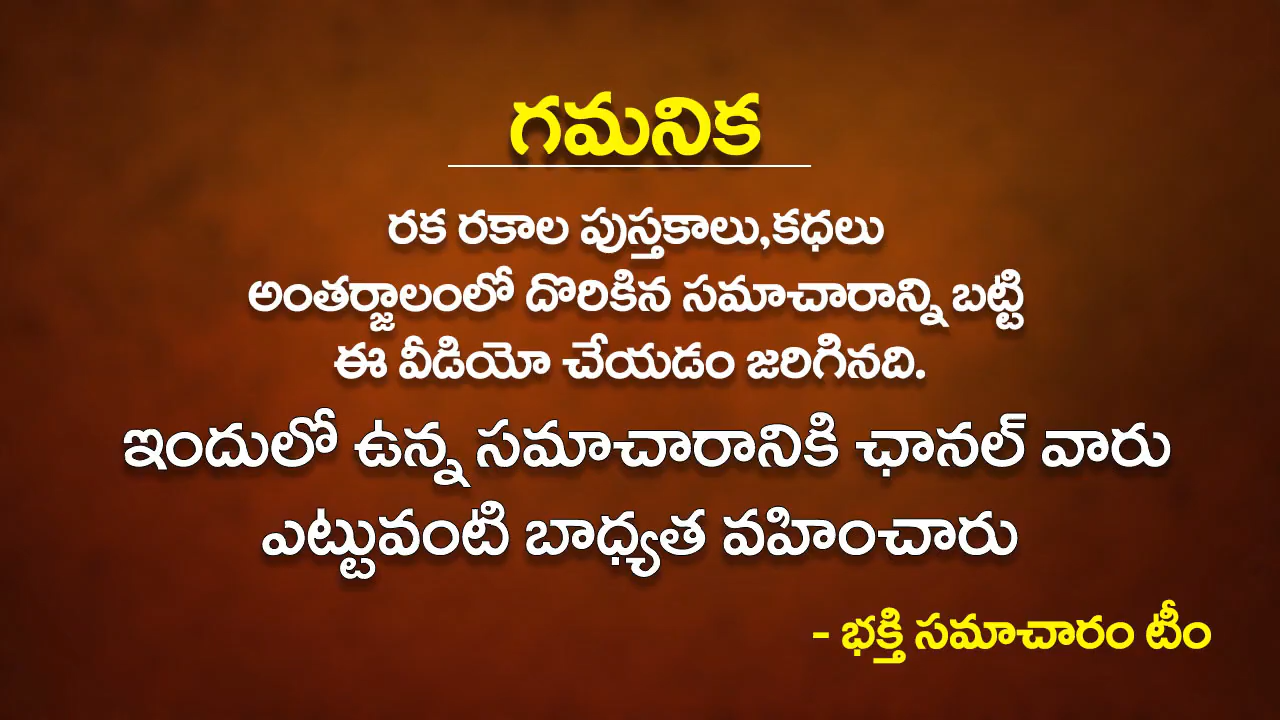 గమనిక
రక రకాల పుస్తకాలు,కధలు
అంతర్జాలంలో దొరికిన సమాచారాన్ని బట్టి
ఈ వీడియో చేయడం జరిగినది.
ఇందులో ఉన్న సమాచారానికి ఛానల్ వారు
ఎట్టువంటి బాధ్యత వహించారు
- భక్తి సమాచారం టీం